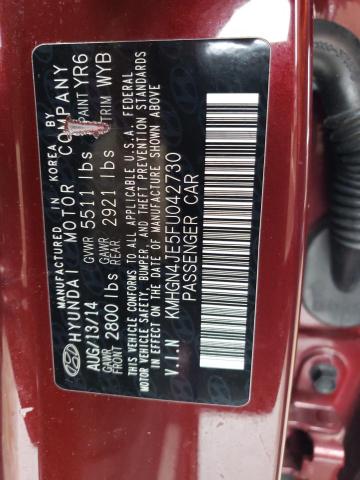 MANUFACTURED IN KOREA BY
HYUNDAI MOTOR COMPANY
AUG/13/14 GVWR 5511 lbs PAINT YR6
GAWR FRONT 2800 lbs GAWR REAR 2921 lbs TRIM WYB
THIS VEHICLE CONFORMS TO ALL APPLICABLE U.S.A. FEDERAL
MOTOR VEHICLE SAFETY, BUMPER, AND THEFT PREVENTION STANDARDS
IN EFFECT ON THE DATE OF MANUFACTURE SHOWN ABOVE.
V.I.N KMHGN4JE5FU042730
PASSENGER CAR